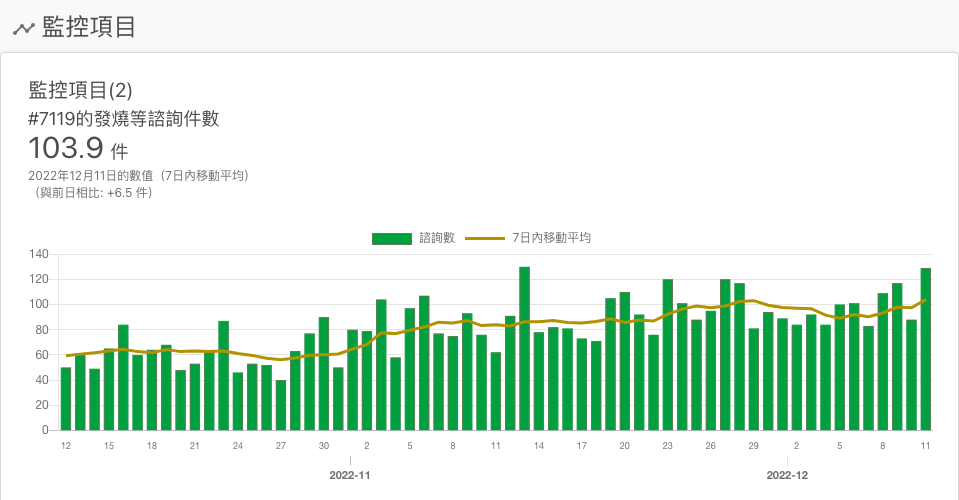 監控項目
監控項目(2)
#7119的發燒等諮詢件數
103.9 件
2022年12月11日的數值（7日內移動平均）
（與前日相比: +6.5 件）
諮詢數 7日內移動平均
140
120
100
80
60
40
20
0
12 15 18 21 24 27 30 2 5 8 11 14 17 20 23 26 29 2 5 8 11
2022-11 2022-12